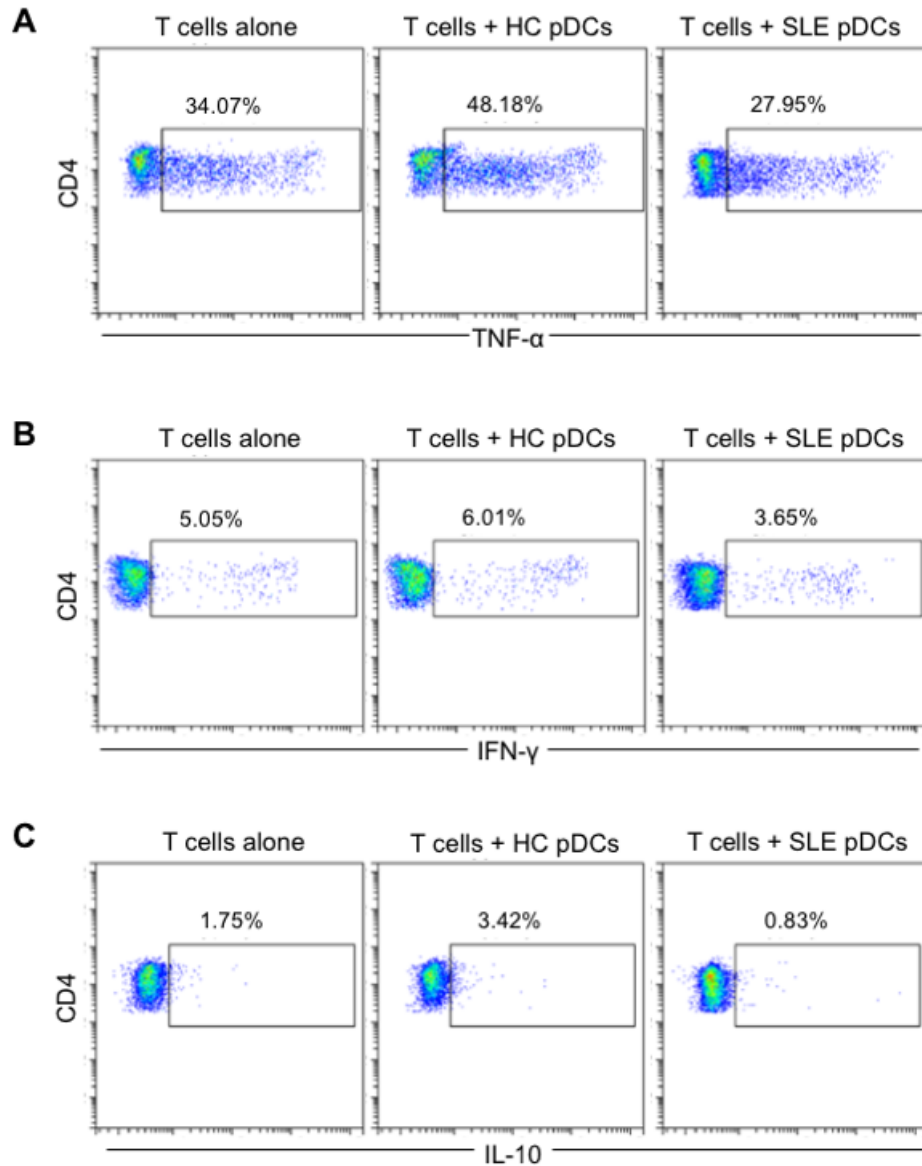 A
T cells alone
T cells + HC pDCs
T cells + SLE pDCs
34.07%
48.18%
27.95%
CD4
TNF-α
B
T cells alone
T cells + HC pDCs
T cells + SLE pDCs
5.05%
6.01%
3.65%
CD4
IFN-γ
C
T cells alone
T cells + HC pDCs
T cells + SLE pDCs
1.75%
3.42%
0.83%
CD4
IL-10